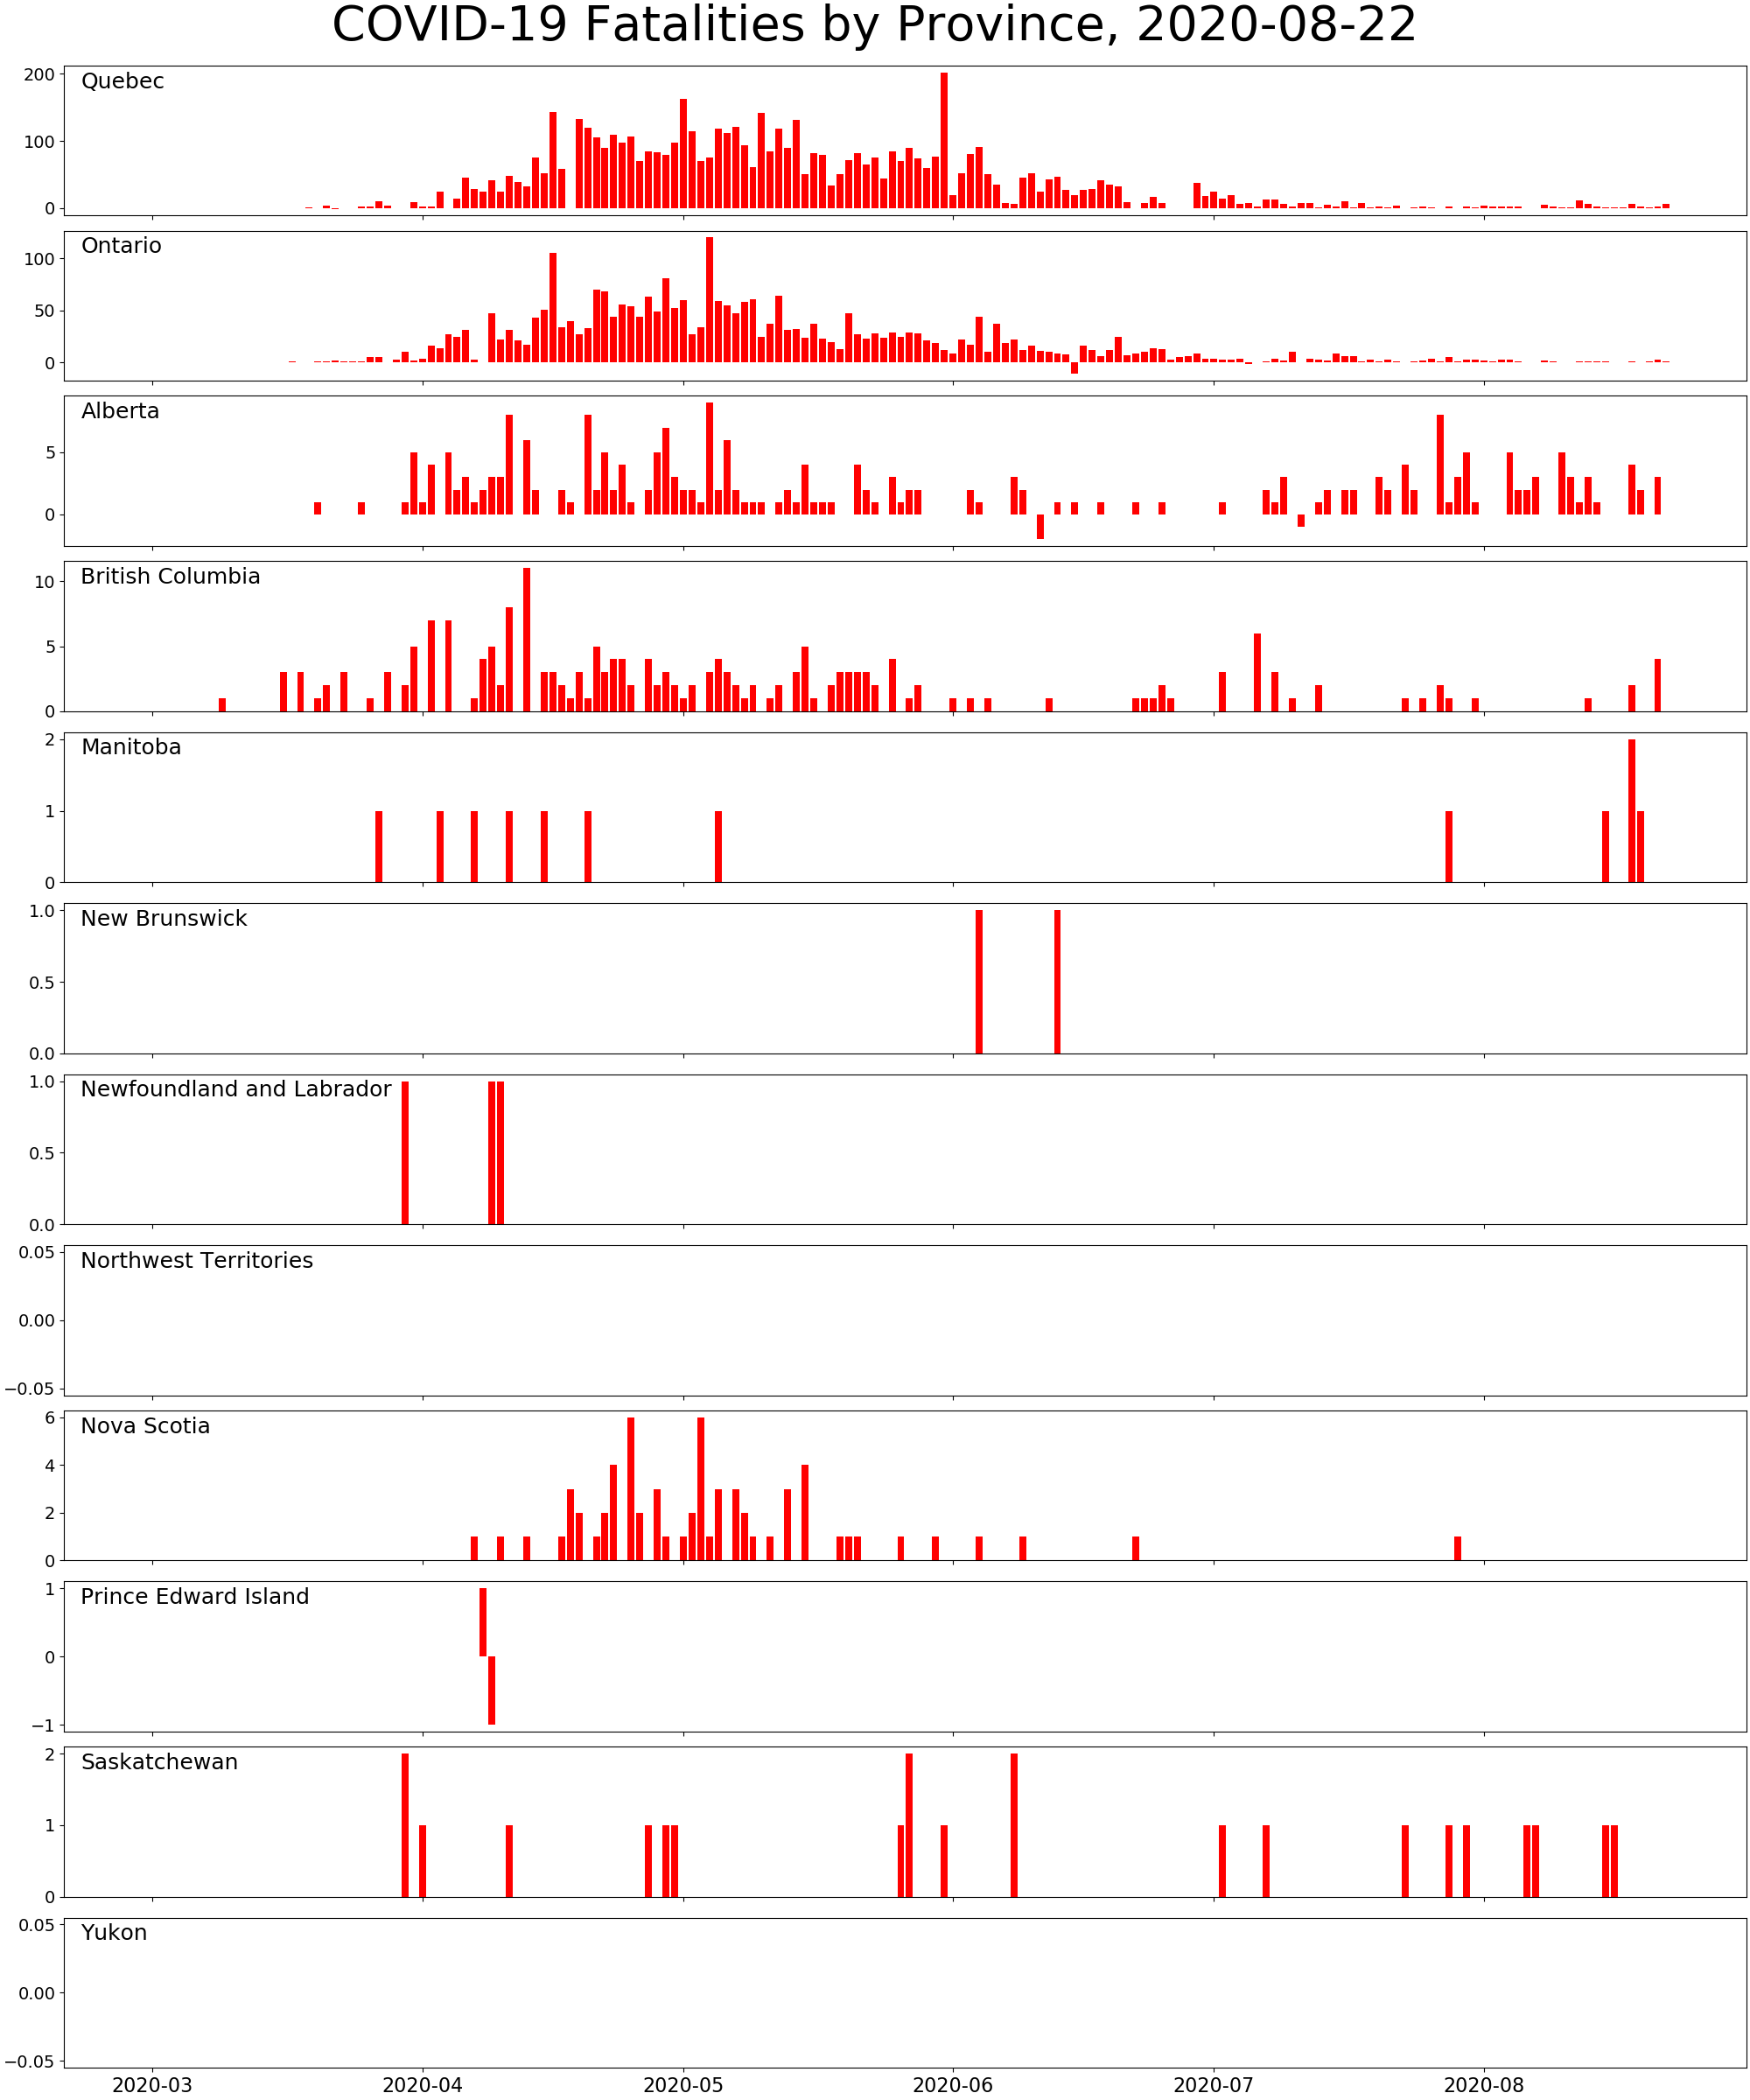 COVID-19 Fatalities by Province, 2020-08-22
Quebec
200
100
0
Ontario
100
50
0
Alberta
5
0
British Columbia
10
5
0
Manitoba
2
1
0
New Brunswick
1.0
0.5
0.0
Newfoundland and Labrador
1.0
0.5
0.0
Northwest Territories
0.05
0.00
−0.05
Nova Scotia
6
4
2
0
Prince Edward Island
1
0
−1
Saskatchewan
2
1
0
Yukon
0.05
0.00
−0.05
2020-03 2020-04 2020-05 2020-06 2020-07 2020-08